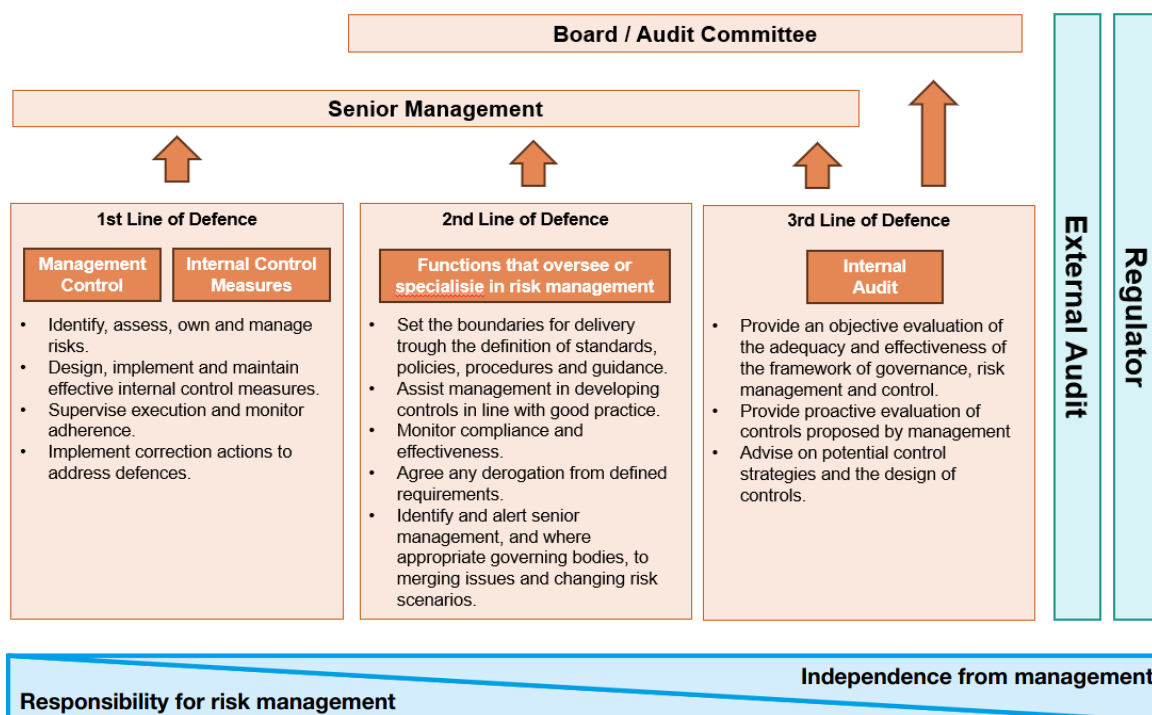 Board / Audit Committee
Senior Management
1st Line of Defence
Management
Control
Internal Control
Measures
• Identify, assess, own and manage
risks.
• Design, implement and maintain
effective internal control measures.
• Supervise execution and monitor
adherence.
• Implement correction actions to
address defences.
2nd Line of Defence
Functions that oversee or
specialisie in risk management
• Set the boundaries for delivery
trough the definition of standards,
policies, procedures and guidance.
• Assist management in developing
controls in line with good practice.
• Monitor compliance and
effectiveness.
• Agree any derogation from defined
requirements.
• Identify and alert senior
management, and where
appropriate governing bodies, to
merging issues and changing risk
scenarios.
3rd Line of Defence
Internal
Audit
• Provide an objective evaluation of
the adequacy and effectiveness of
the framework of governance, risk
management and control.
• Provide proactive evaluation of
controls proposed by management
• Advise on potential control
strategies and the design of
controls.
External Audit
Regulator
Independence from management
Responsibility for risk management